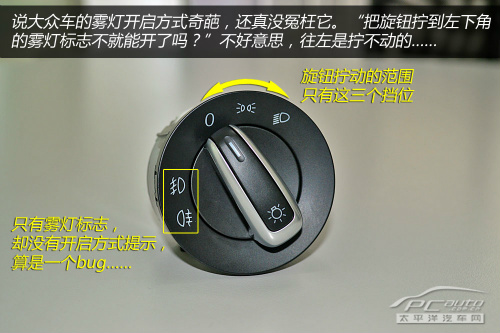 说大众车的雾灯开启方式奇葩，还真没冤枉它。“把旋钮拧到左下角
的雾灯标志不就能开了吗？”不好意思，往左是拧不动的......
旋钮拧动的范围
只有这三个挡位
0
只有雾灯标志，
却没有开启方式提示，
算是一个bug......
PCauto
太平洋汽车网